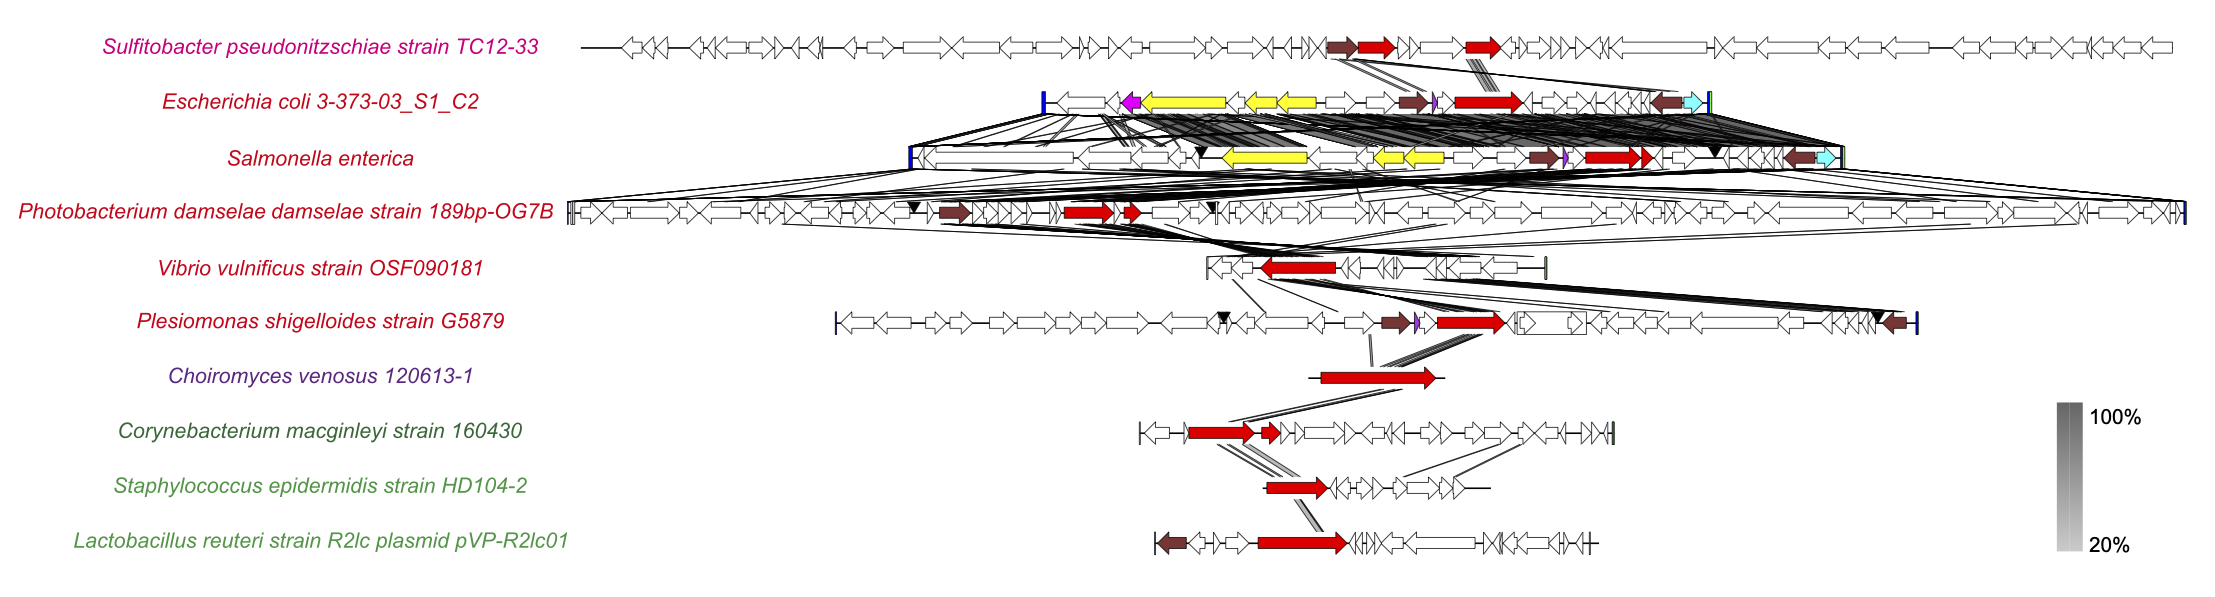 Sulfitobacter pseudonitzschiae strain TC12-33
Escherichia coli 3-373-03_S1_C2
Salmonella enterica
Photobacterium damselae damselae strain 189bp-OG7B
Vibrio vulnificus strain OSF090181
Plesiomonas shigelloides strain G5879
Choiromyces venosus 120613-1
Corynebacterium macginleyi strain 160430
100%
Staphylococcus epidermidis strain HD104-2
Lactobacillus reuteri strain R2lc plasmid pVP-R2lc01
20%